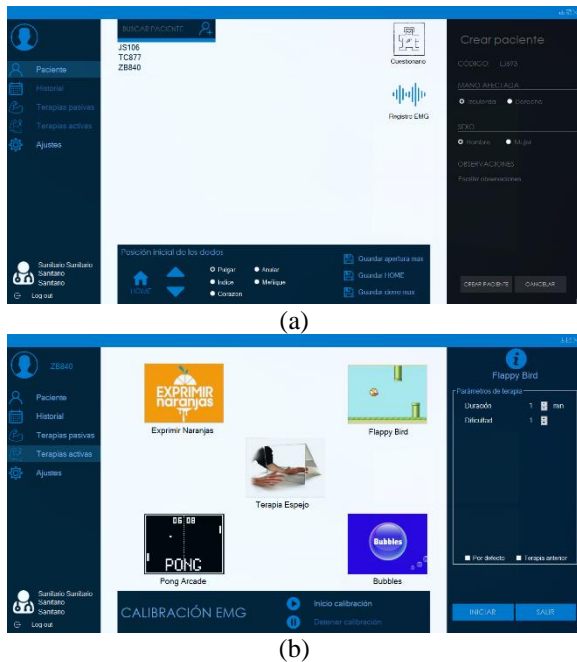 BUSCAR PACIENTE
JS106
TC877
ZB840
Cuestionario
Registro EMG
Paciente
Historial
Terapias pasivas
Terapias activas
Ajustes
Sanitario Sanitario
Sanitario
Sanitario
Log out
Posición inicial de los dedos
HOME
Pulgar
Anular
Indice
Meñique
Corazon
Guardar apertura max
Guardar HOME
Guardar cierre max
Crear paciente
CÓDIGO:
MANO AFECTADA
Izquierda
Derecha
SEXO
Hombre
Mujer
OBSERVACIONES
Escribir observaciones
CREAR PACIENTE
CANCELAR
(a)
ZB840
Paciente
Historial
Terapias pasivas
Terapias activas
Ajustes
Sanitario Sanitario
Sanitario
Sanitario
Log out
EXPRIMIR
naranjas
Exprimir Naranjas
Flappy Bird
Terapia Espejo
06 08
PONG
Pong Arcade
Bubbles
Bubbles
CALIBRACIÓN EMG
Inicio calibración
Detener calibración
Flappy Bird
Parámetros de terapia
Duración 1 min
Dificultad 1
Por defecto
Terapia anterior
INICIAR
SALIR
(b)